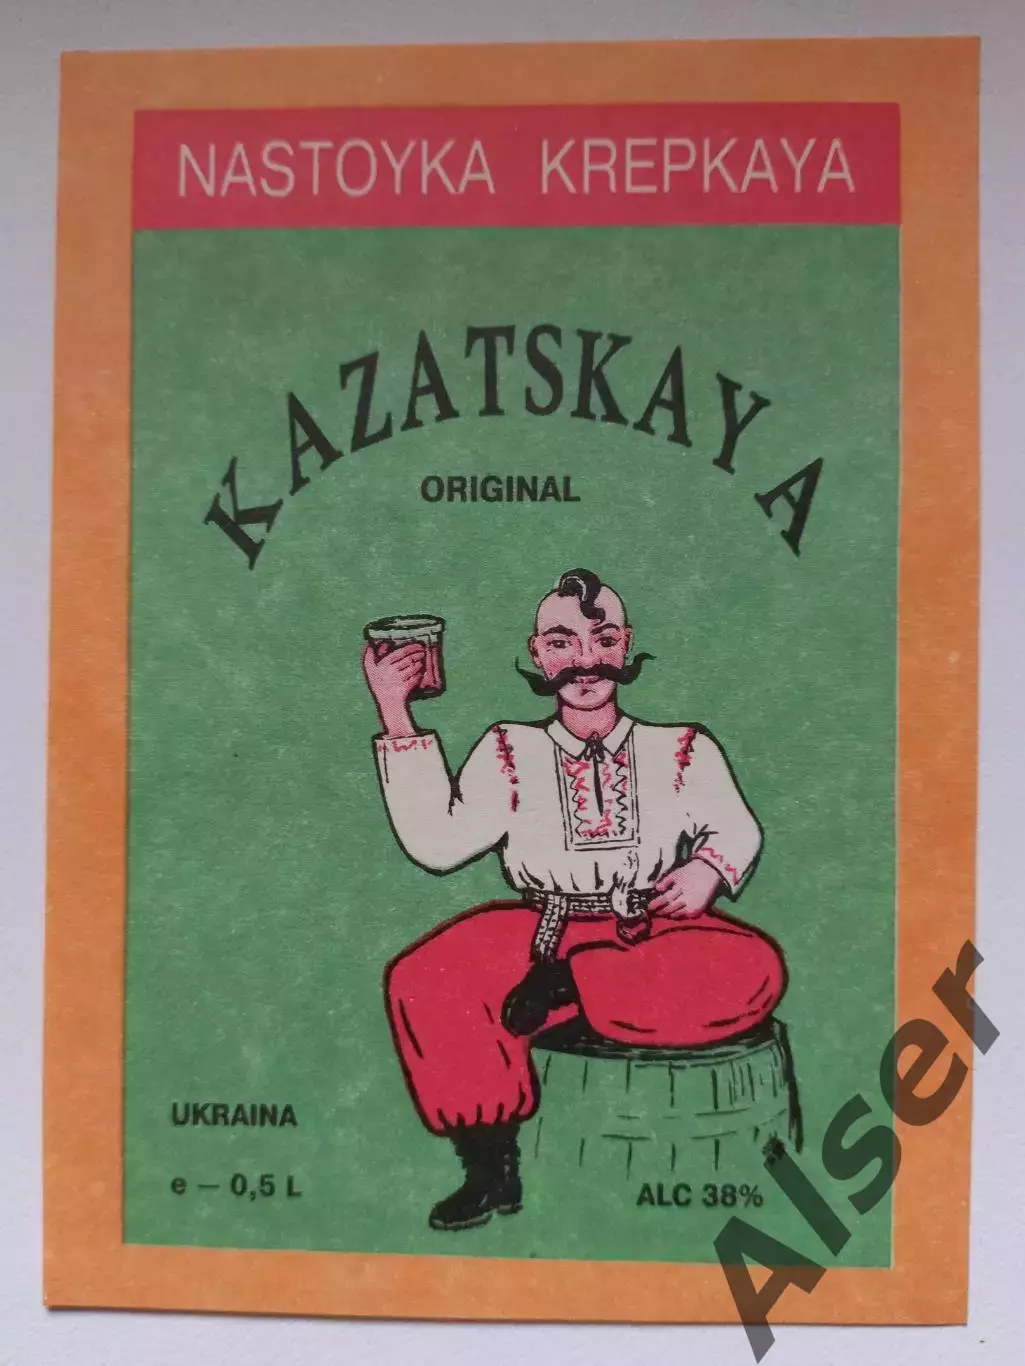 NASTOYKA KREPKAYA
KAZATSKAYA
ORIGINAL
UKRAINA
e – 0,5 L
ALC 38%
Alser